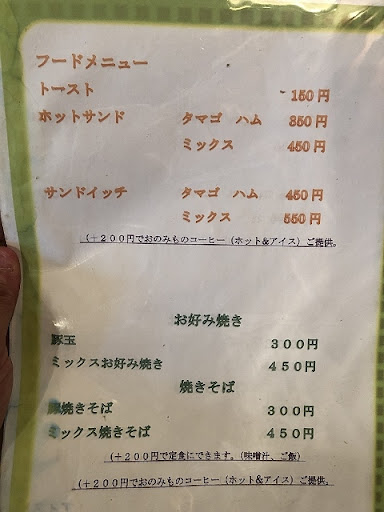 フードメニュー
トースト 150円
ホットサンド タマゴ ハム 350円
ミックス 450円
サンドイッチ タマゴ ハム 450円
ミックス 550円
(+200円でおのみものコーヒー(ホット&アイス)ご提供。
お好み焼き
豚玉 300円
ミックスお好み焼き 450円
焼きそば
豚焼きそば 300円
ミックス焼きそば 450円
(+200円で定食にできます。(味噌汁、ご飯)
(+200円でおのみものコーヒー(ホット&アイス)ご提供。